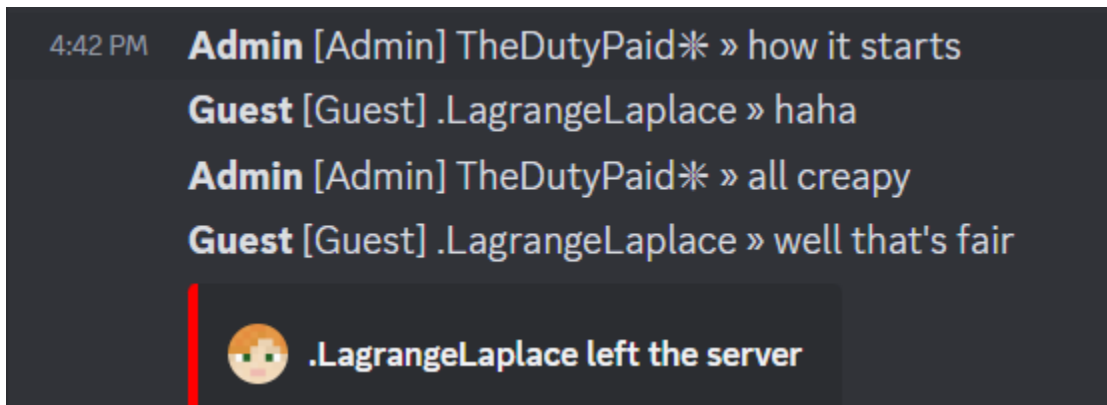 4:42 PM Admin [Admin] TheDutyPaid✳ » how it starts
Guest [Guest] .LagrangeLaplace » haha
Admin [Admin] TheDutyPaid✳ » all creapy
Guest [Guest] .LagrangeLaplace » well that's fair
.LagrangeLaplace left the server